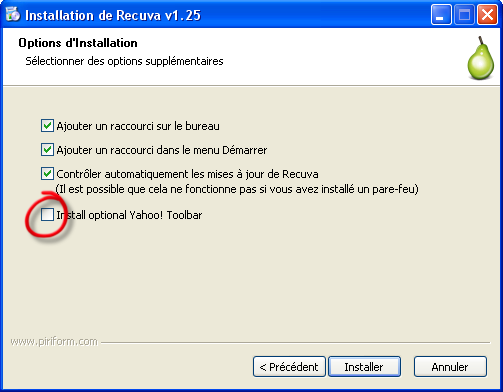 Installation de Recuva v1.25
Options d'Installation
Sélectionner des options supplémentaires
Ajouter un raccourci sur le bureau
Ajouter un raccourci dans le menu Démarrer
Contrôler automatiquement les mises à jour de Recuva
(Il est possible que cela ne fonctionne pas si vous avez installé un pare-feu)
Install optional Yahoo! Toolbar
www.piriform.com
< Précédent
Installer
Annuler